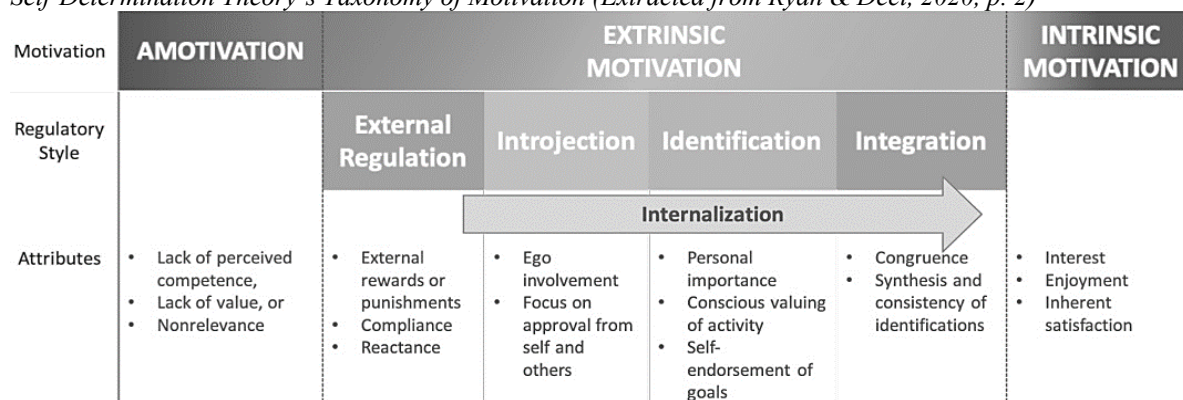 Self-Determination Theory's Taxonomy of Motivation (Extracted from Ryan & Deci, 2020, p. 2)
Motivation
AMOTIVATION
EXTRINSIC
MOTIVATION
INTRINSIC
MOTIVATION
Regulatory
Style
External
Regulation
Introjection
Identification
Integration
Internalization
Attributes
• Lack of perceived
competence,
• Lack of value, or
• Nonrelevance
• External
rewards or
punishments
• Compliance
• Reactance
• Ego
involvement
• Focus on
approval from
self and
others
• Personal
importance
• Conscious valuing
of activity
• Self-
endorsement of
goals
• Congruence
• Synthesis and
consistency of
identifications
• Interest
• Enjoyment
• Inherent
satisfaction